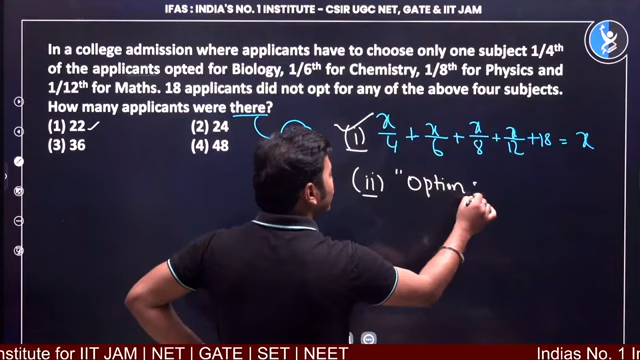 IFAS : INDIA'S NO. 1 INSTITUTE – CSIR UGC NET, GATE & IIT JAM
In a college admission where applicants have to choose only one subject 1/4th
of the applicants opted for Biology, 1/6th for Chemistry, 1/8th for Physics and
1/12th for Maths. 18 applicants did not opt for any of the above four subjects.
How many applicants were there?
(1) 22 ✓
(2) 24
(3) 36
(4) 48
(i) x/4 + x/6 + x/8 + x/12 + 18 = x
(ii) "Option
nstitute for IIT JAM | NET | GATE | SET | NEET
Indias No. 1 I